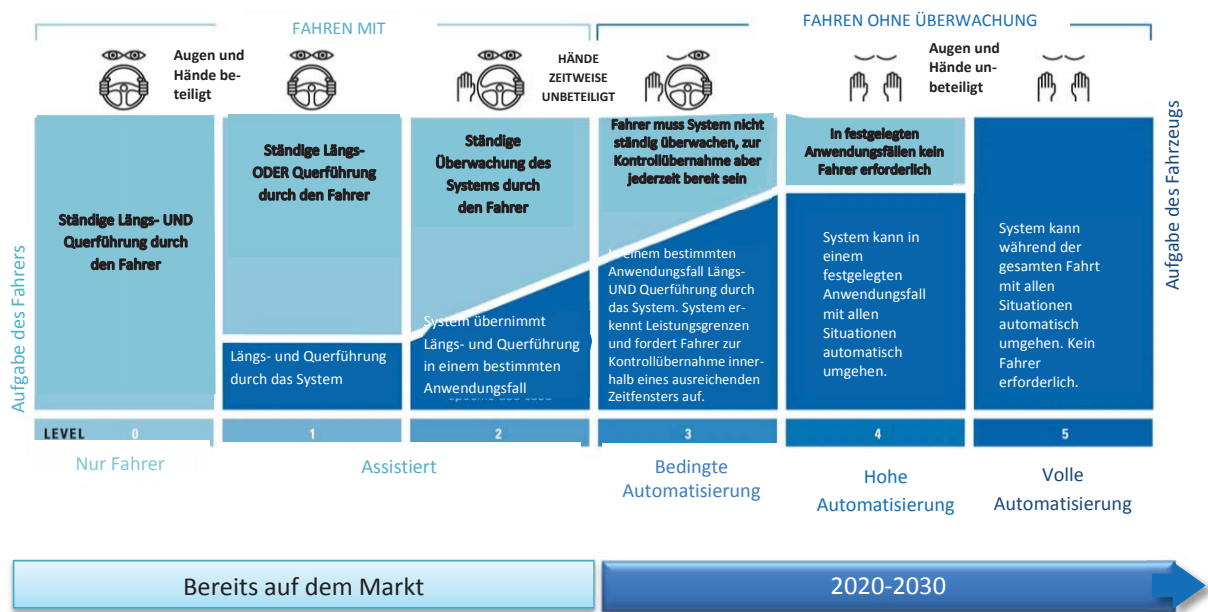 FAHREN MIT
FAHREN OHNE ÜBERWACHUNG
Augen und
Hände be-
teiligt
HÄNDE
ZEITWEISE
UNBETEILIGT
Augen und
Hände un-
beteiligt
Aufgabe des Fahrers
Ständige Längs- UND
Querführung durch
den Fahrer
Ständige Längs-
ODER Querführung
durch den Fahrer
Längs- und Querführung
durch das System
Ständige
Überwachung des
Systems durch
den Fahrer
System übernimmt
Längs- und Querführung
in einem bestimmten
Anwendungsfall
Fahrer muss System nicht
ständig überwachen, zur
Kontrollübernahme aber
jederzeit bereit sein
In einem bestimmten
Anwendungsfall Längs-
UND Querführung durch
das System. System er-
kennt Leistungsgrenzen
und fordert Fahrer zur
Kontrollübernahme inner-
halb eines ausreichenden
Zeitfensters auf.
In festgelegten
Anwendungsfällen kein
Fahrer erforderlich
System kann in
einem
festgelegten
Anwendungsfall
mit allen
Situationen
automatisch
umgehen.
System kann
während der
gesamten Fahrt
mit allen
Situationen
automatisch
umgehen. Kein
Fahrer
erforderlich.
Aufgabe des Fahrzeugs
LEVEL 0 1 2 3 4 5
Nur Fahrer
Assistiert
Bedingte
Automatisierung
Hohe
Automatisierung
Volle
Automatisierung
Bereits auf dem Markt
2020-2030